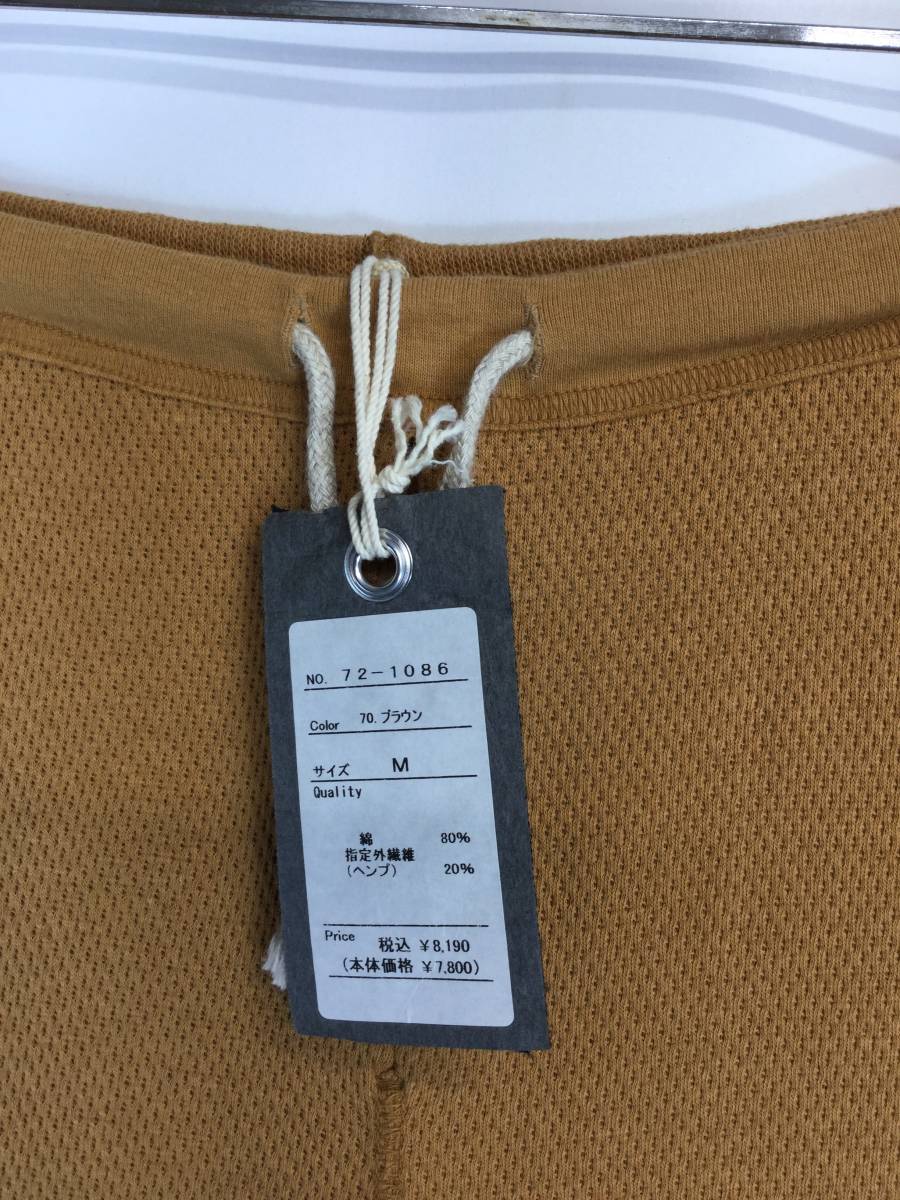 NO. 72-1086
Color 70.ブラウン
サイズ M
Quality
綿 80%
指定外繊維
(ヘンプ) 20%
Price 税込 ¥8,190
(本体価格 ¥7,800)